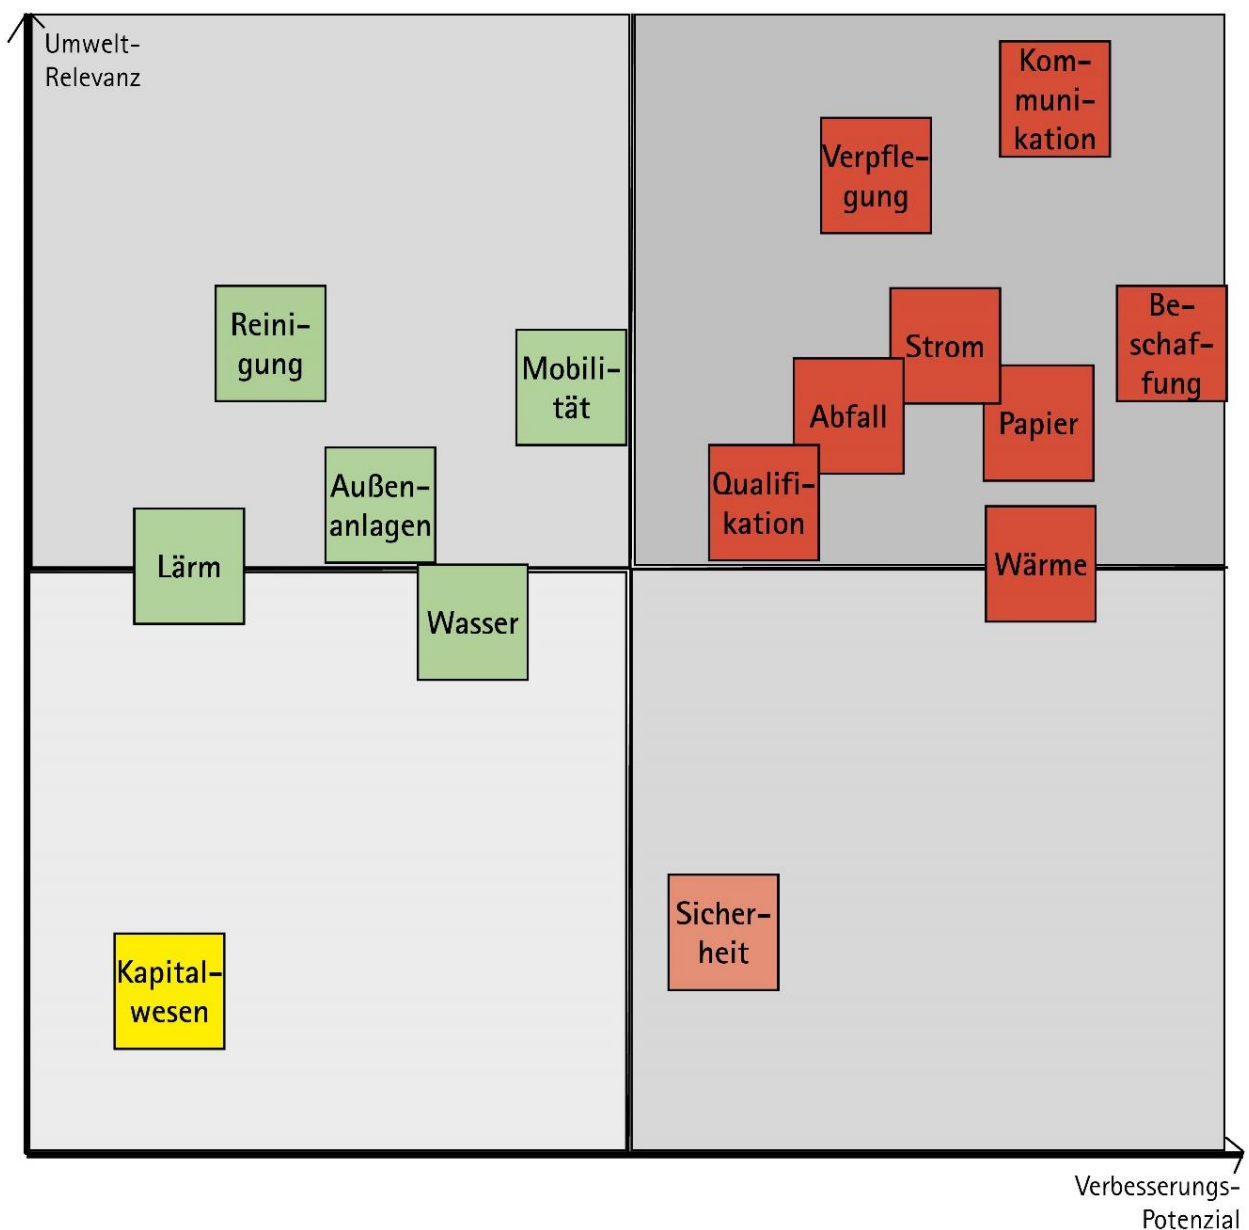 Umwelt-
Relevanz
Kom-
muni-
kation
Verpfle-
gung
Reini-
gung
Mobili-
tät
Strom
Be-
schaf-
fung
Abfall
Papier
Außen-
anlagen
Qualifi-
kation
Lärm
Wärme
Wasser
Sicher-
heit
Kapital-
wesen
Verbesserungs-
Potenzial